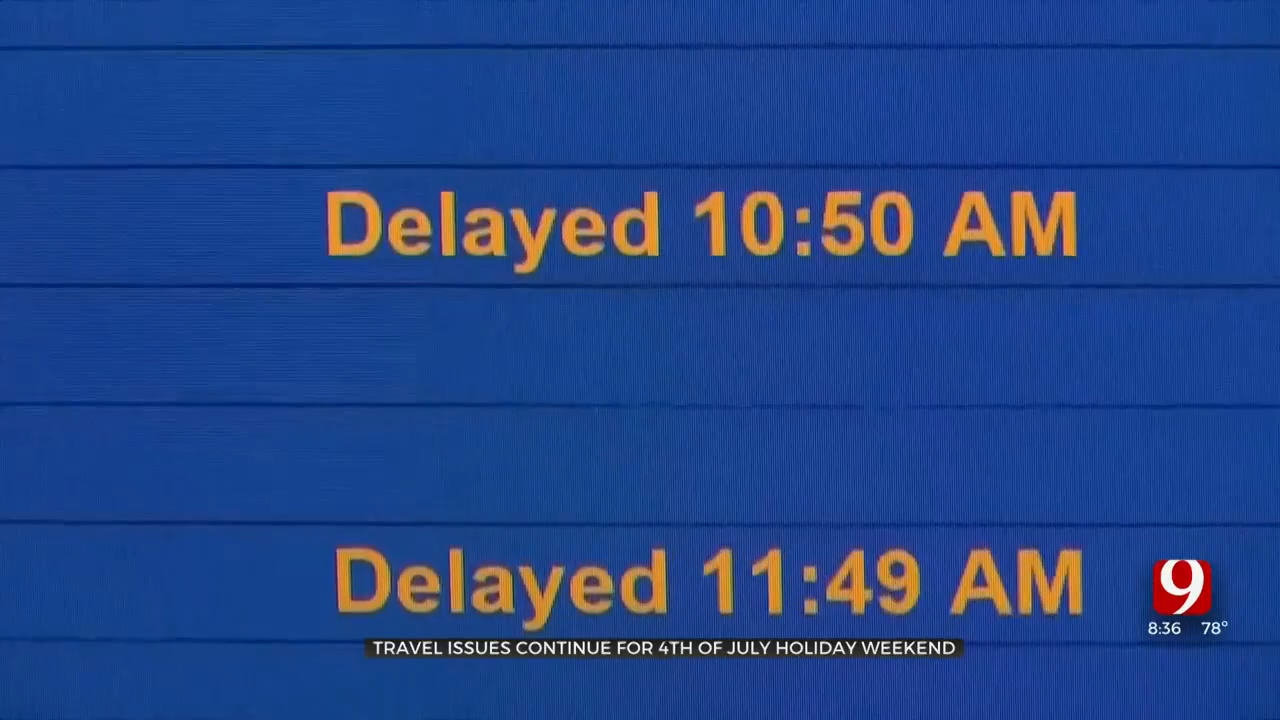 Delayed 10:50 AM
Delayed 11:49 AM
9
8:36 78°
TRAVEL ISSUES CONTINUE FOR 4TH OF JULY HOLIDAY WEEKEND